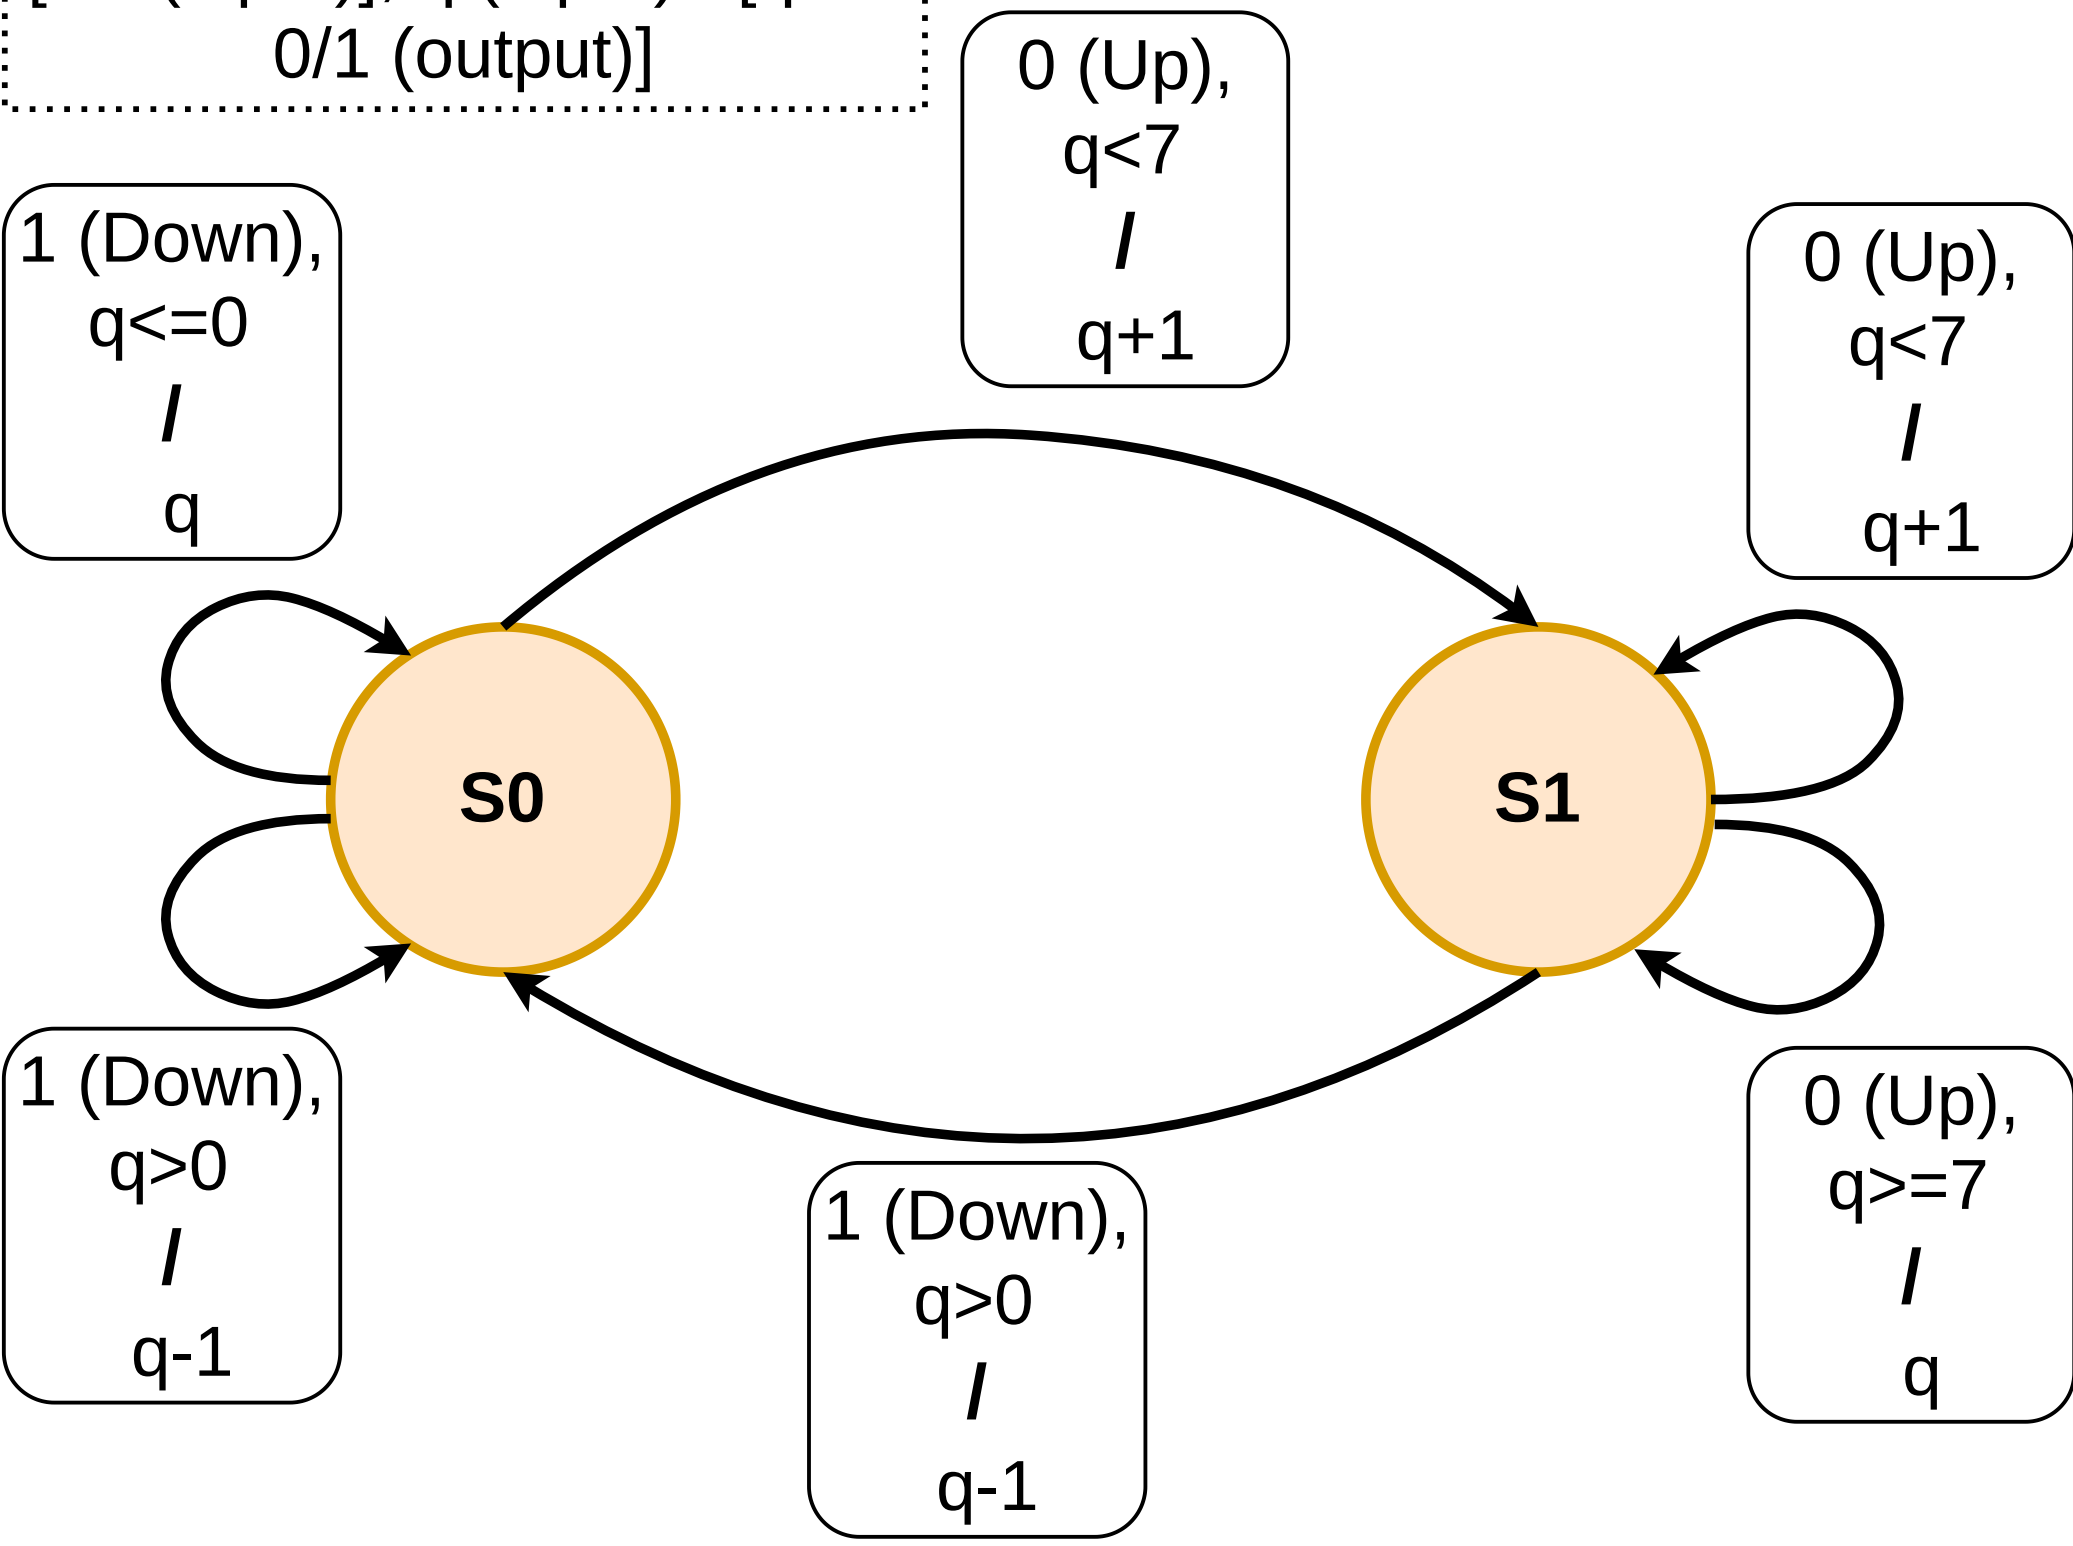 0/1 (output)]
0 (Up),
q<7
/
q+1
1 (Down),
q<=0
/
q
0 (Up),
q<7
/
q+1
S0
S1
1 (Down),
q>0
/
q-1
0 (Up),
q>=7
/
q
1 (Down),
q>0
/
q-1